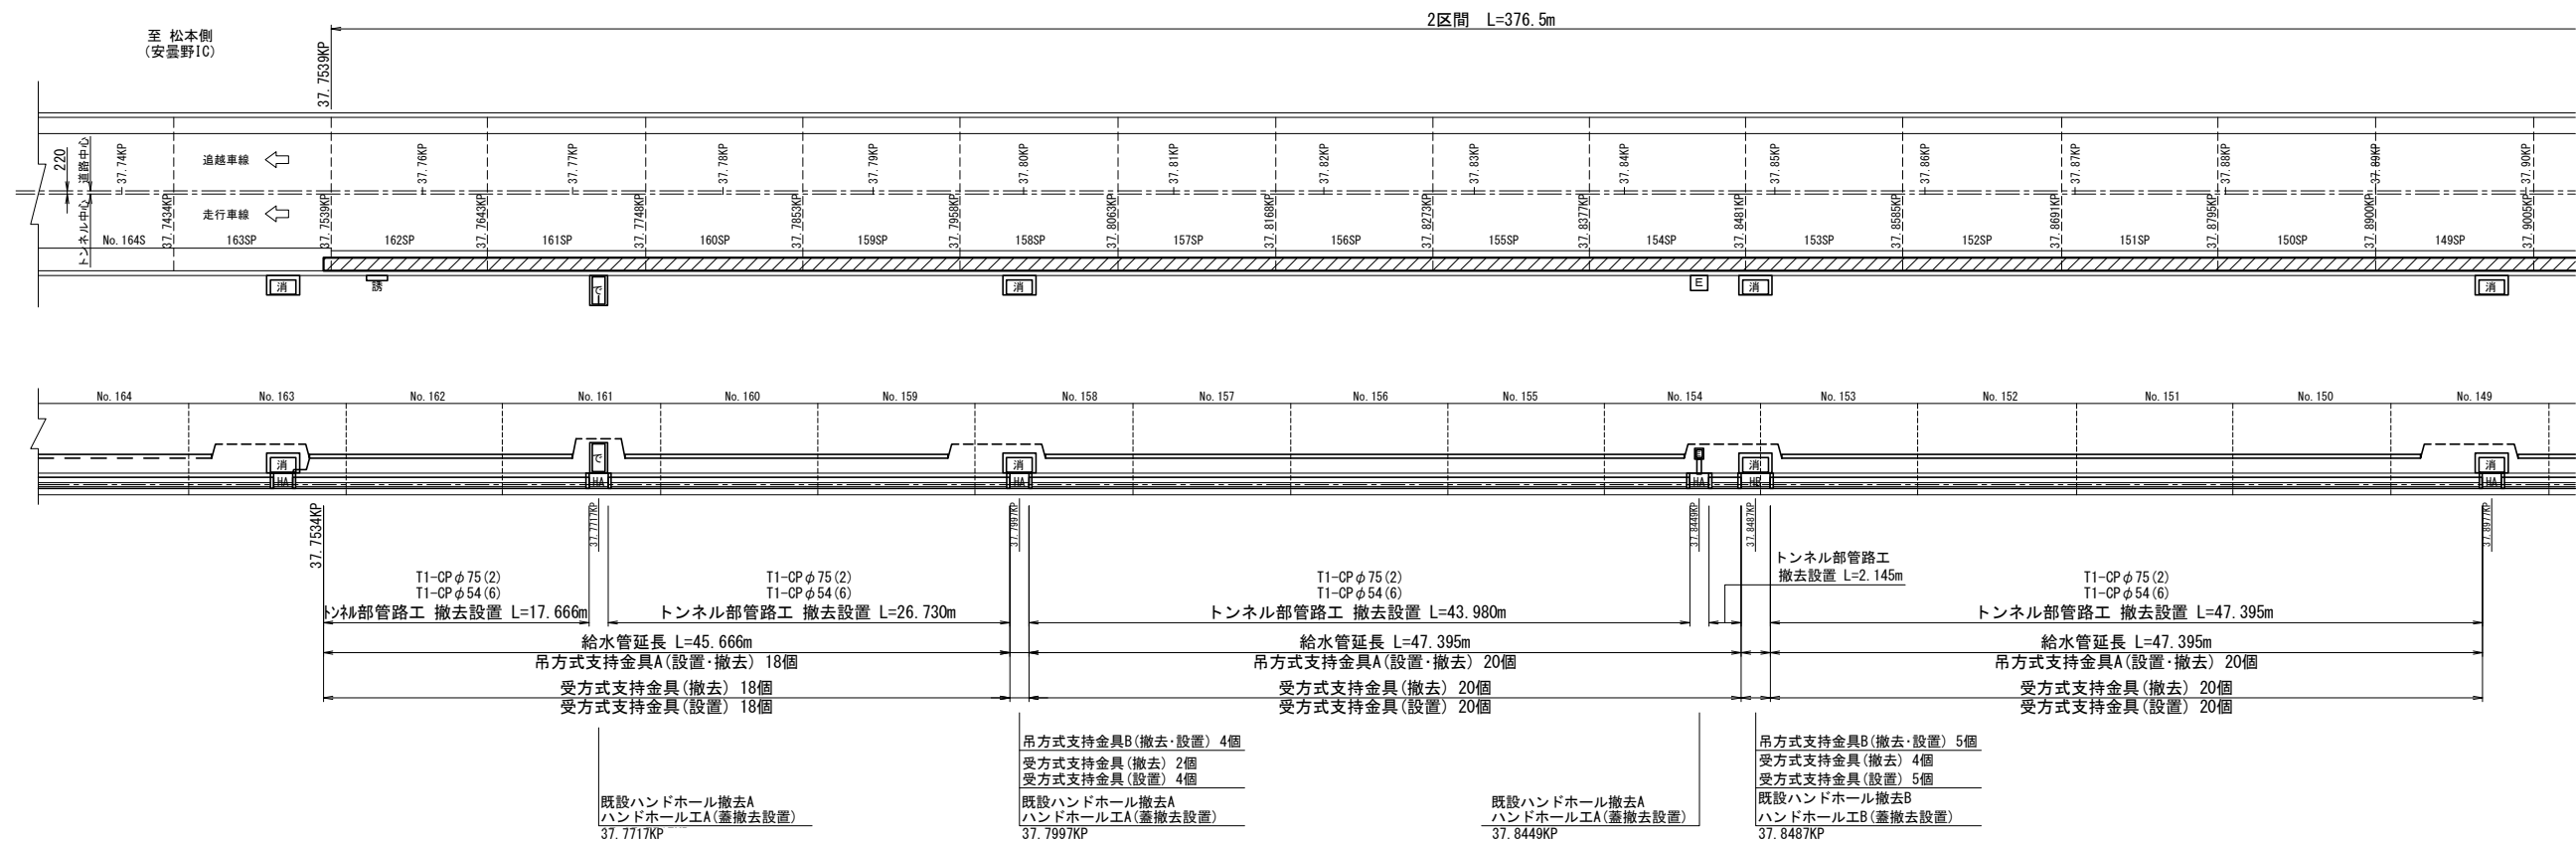 2区間 L=376.5m
至 松本側
(安曇野IC)
37.7539KP
220
道路中心
トンネル中心
追越車線
走行車線
37.74KP
37.76KP
37.77KP
37.78KP
37.79KP
37.80KP
37.81KP
37.82KP
37.83KP
37.84KP
37.85KP
37.86KP
37.87KP
37.88KP
37.89KP
37.90KP
37.7434KP
37.7539KP
37.7643KP
37.7748KP
37.7853KP
37.7958KP
37.8063KP
37.8168KP
37.8273KP
37.8377KP
37.8481KP
37.8585KP
37.8691KP
37.8795KP
37.8900KP
37.9005KP
No.164S
163SP
162SP
161SP
160SP
159SP
158SP
157SP
156SP
155SP
154SP
153SP
152SP
151SP
150SP
149SP
消
誘
で
消
E
消
消
No.164
No.163
No.162
No.161
No.160
No.159
No.158
No.157
No.156
No.155
No.154
No.153
No.152
No.151
No.150
No.149
消
で
消
消
消
HA
HA
HA
HA
HB
HA
37.7534KP
37.7717KP
37.7997KP
37.8449KP
37.8487KP
37.8977KP
トンネル部管路工
撤去設置 L=2.145m
T1-CPφ75(2)
T1-CPφ54(6)
トンネル部管路工 撤去設置 L=17.666m
T1-CPφ75(2)
T1-CPφ54(6)
トンネル部管路工 撤去設置 L=26.730m
T1-CPφ75(2)
T1-CPφ54(6)
トンネル部管路工 撤去設置 L=43.980m
T1-CPφ75(2)
T1-CPφ54(6)
トンネル部管路工 撤去設置 L=47.395m
給水管延長 L=45.666m
吊方式支持金具A(設置・撤去) 18個
給水管延長 L=47.395m
吊方式支持金具A(設置・撤去) 20個
給水管延長 L=47.395m
吊方式支持金具A(設置・撤去) 20個
受方式支持金具(撤去) 18個
受方式支持金具(設置) 18個
受方式支持金具(撤去) 20個
受方式支持金具(設置) 20個
受方式支持金具(撤去) 20個
受方式支持金具(設置) 20個
既設ハンドホール撤去A
ハンドホール工A(蓋撤去設置)
37.7717KP
吊方式支持金具B(撤去・設置) 4個
受方式支持金具(撤去) 2個
受方式支持金具(設置) 4個
既設ハンドホール撤去A
ハンドホール工A(蓋撤去設置)
37.7997KP
既設ハンドホール撤去A
ハンドホール工A(蓋撤去設置)
37.8449KP
吊方式支持金具B(撤去・設置) 5個
受方式支持金具(撤去) 4個
受方式支持金具(設置) 5個
既設ハンドホール撤去B
ハンドホール工B(蓋撤去設置)
37.8487KP